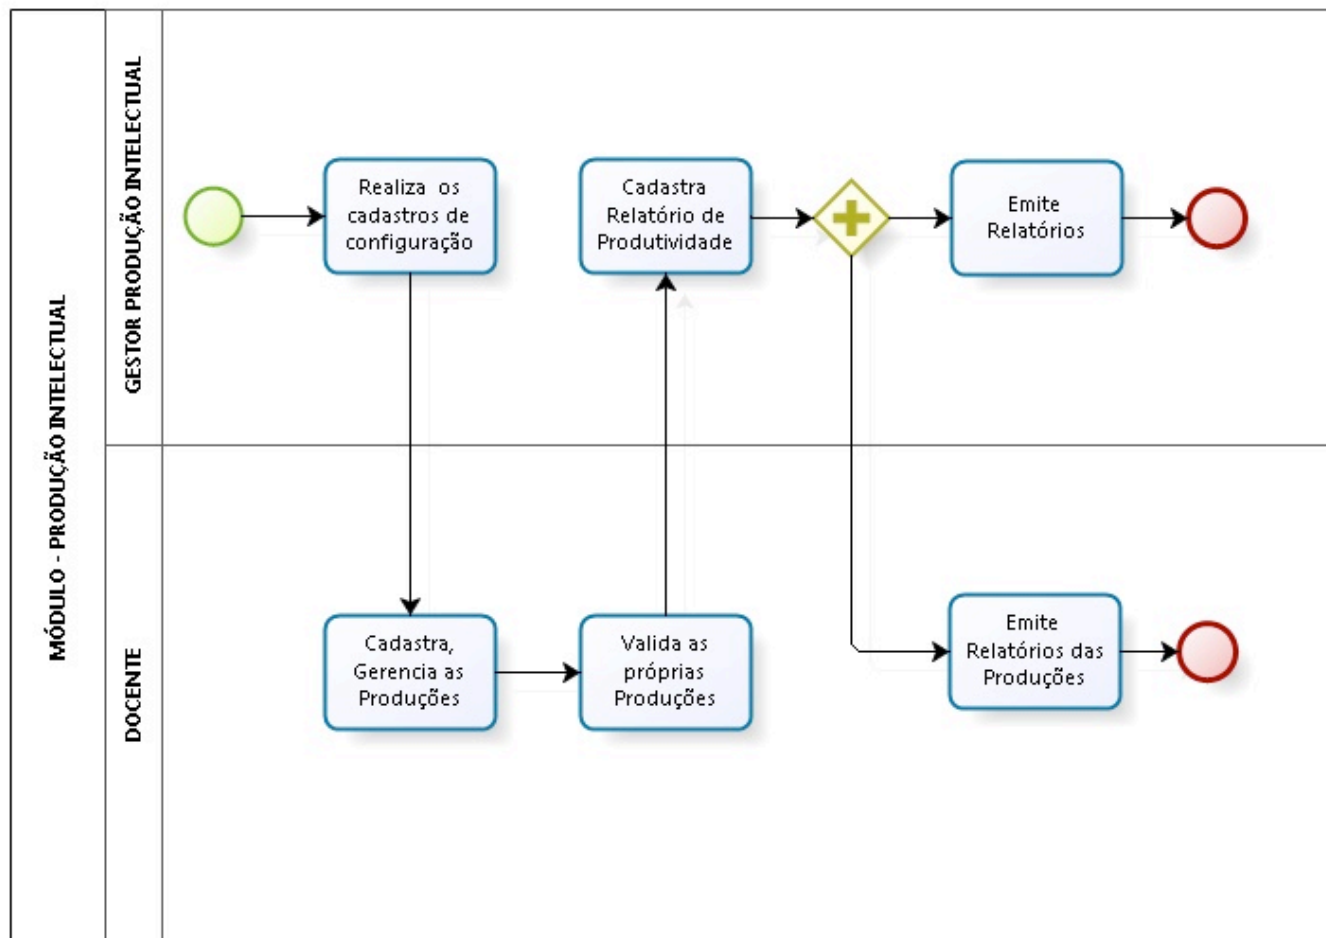 MÓDULO - PRODUÇÃO INTELECTUAL
GESTOR PRODUÇÃO INTELECTUAL
Realiza os
cadastros de
configuração
Cadastra
Relatório de
Produtividade
Emite
Relatórios
DOCENTE
Cadastra,
Gerencia as
Produções
Valida as
próprias
Produções
Emite
Relatórios das
Produções